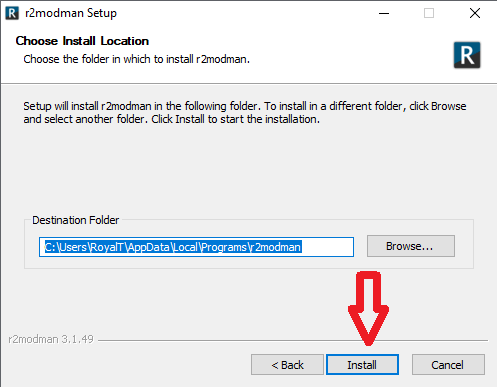 r2modman Setup
Choose Install Location
Choose the folder in which to install r2modman.
R
Setup will install r2modman in the following folder. To install in a different folder, click Browse
and select another folder. Click Install to start the installation.
Destination Folder
C:\Users\RoyalT\AppData\Local\Programs\r2modman
Browse...
r2modman 3.1.49
< Back
Install
Cancel